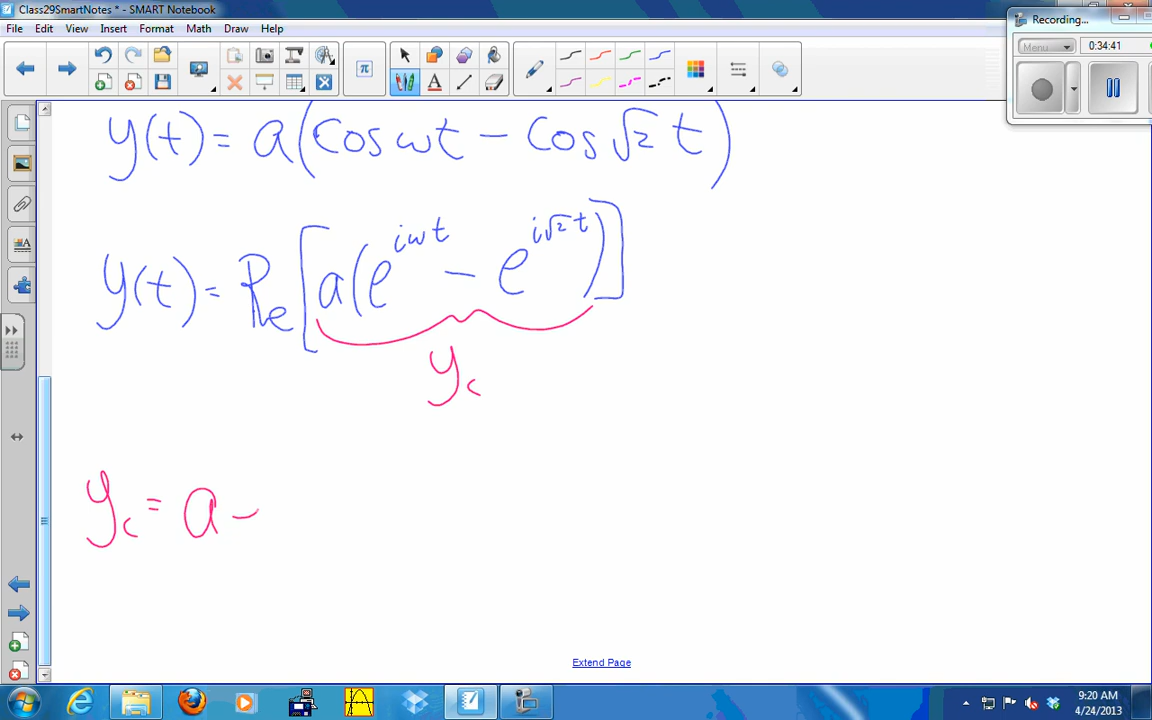 Class29SmartNotes * - SMART Notebook
File Edit View Insert Format Math Draw Help
Recording...
Menu
0:34:41
π
A
y(t) = a(cos ωt − cos √2 t)
y(t) = Re[a(e^{iωt} − e^{i√2 t})]
y_c
y_c = a −
Extend Page
9:20 AM
4/24/2013